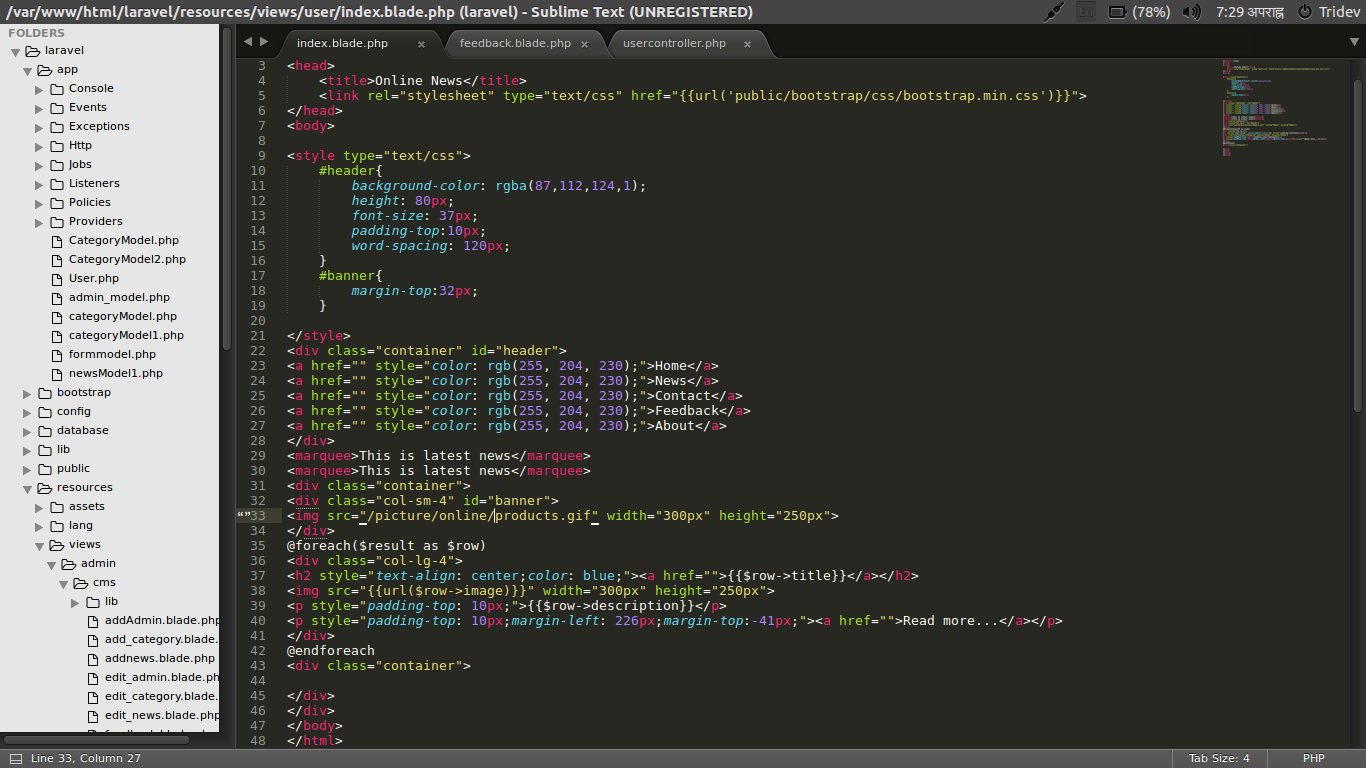 /var/www/html/laravel/resources/views/user/index.blade.php (laravel) - Sublime Text (UNREGISTERED)
(78%) 7:29 अपराह्न Tridev
FOLDERS
laravel
app
Console
Events
Exceptions
Http
Jobs
Listeners
Policies
Providers
CategoryModel.php
CategoryModel2.php
User.php
admin_model.php
categoryModel.php
categoryModel1.php
formmodel.php
newsModel1.php
bootstrap
config
database
lib
public
resources
assets
lang
views
admin
cms
lib
addAdmin.blade.php
add_category.blade.
addnews.blade.php
edit_admin.blade.ph
edit_category.blade.
edit_news.blade.php
index.blade.php × feedback.blade.php × usercontroller.php ×
3 <head>
4 <title>Online News</title>
5 <link rel="stylesheet" type="text/css" href="{{url('public/bootstrap/css/bootstrap.min.css')}}">
6 </head>
7 <body>
8
9 <style type="text/css">
10 #header{
11 background-color: rgba(87,112,124,1);
12 height: 80px;
13 font-size: 37px;
14 padding-top:10px;
15 word-spacing: 120px;
16 }
17 #banner{
18 margin-top:32px;
19 }
20
21 </style>
22 <div class="container" id="header">
23 <a href="" style="color: rgb(255, 204, 230);">Home</a>
24 <a href="" style="color: rgb(255, 204, 230);">News</a>
25 <a href="" style="color: rgb(255, 204, 230);">Contact</a>
26 <a href="" style="color: rgb(255, 204, 230);">Feedback</a>
27 <a href="" style="color: rgb(255, 204, 230);">About</a>
28 </div>
29 <marquee>This is latest news</marquee>
30 <marquee>This is latest news</marquee>
31 <div class="container">
32 <div class="col-sm-4" id="banner">
“”33 <img src="/picture/online/products.gif" width="300px" height="250px">
34 </div>
35 @foreach($result as $row)
36 <div class="col-lg-4">
37 <h2 style="text-align: center;color: blue;"><a href="">{{$row->title}}</a></h2>
38 <img src="{{url($row->image)}}" width="300px" height="250px">
39 <p style="padding-top: 10px;">{{$row->description}}</p>
40 <p style="padding-top: 10px;margin-left: 226px;margin-top:-41px;"><a href="">Read more...</a></p>
41 </div>
42 @endforeach
43 <div class="container">
44
45 </div>
46 </div>
47 </body>
48 </html>
Line 33, Column 27
Tab Size: 4
PHP